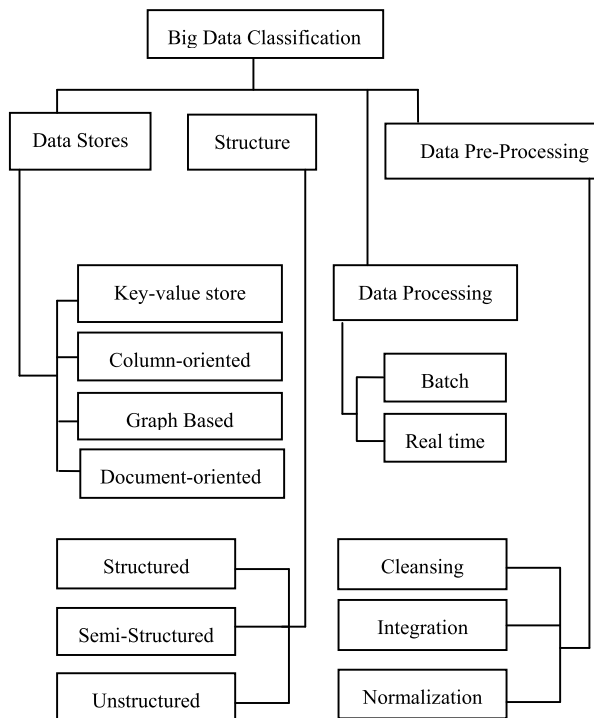 Big Data Classification
Data Stores
Structure
Data Pre-Processing
Key-value store
Data Processing
Column-oriented
Batch
Graph Based
Real time
Document-oriented
Structured
Cleansing
Semi-Structured
Integration
Unstructured
Normalization